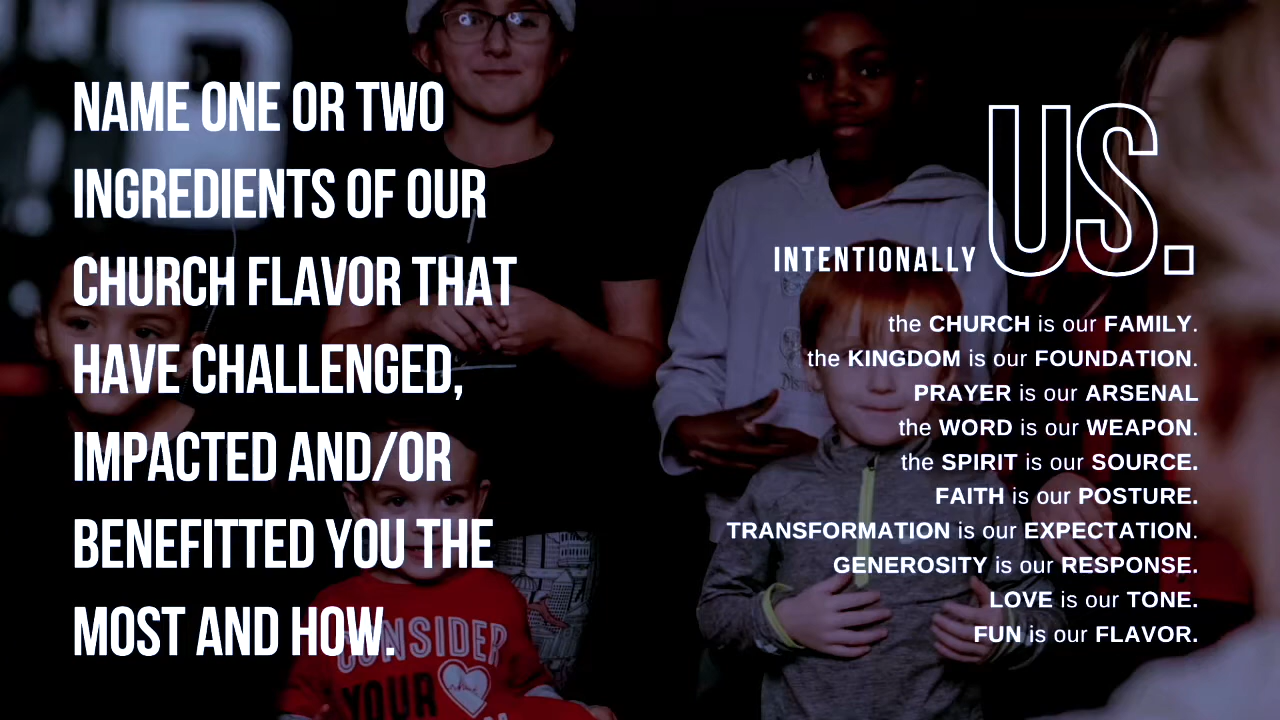 NAME ONE OR TWO
INGREDIENTS OF OUR
CHURCH FLAVOR THAT
HAVE CHALLENGED,
IMPACTED AND/OR
BENEFITTED YOU THE
MOST AND HOW.
INTENTIONALLY US.
the CHURCH is our FAMILY.
the KINGDOM is our FOUNDATION.
PRAYER is our ARSENAL
the WORD is our WEAPON.
the SPIRIT is our SOURCE.
FAITH is our POSTURE.
TRANSFORMATION is our EXPECTATION.
GENEROSITY is our RESPONSE.
LOVE is our TONE.
FUN is our FLAVOR.
CONSIDER
YOUR